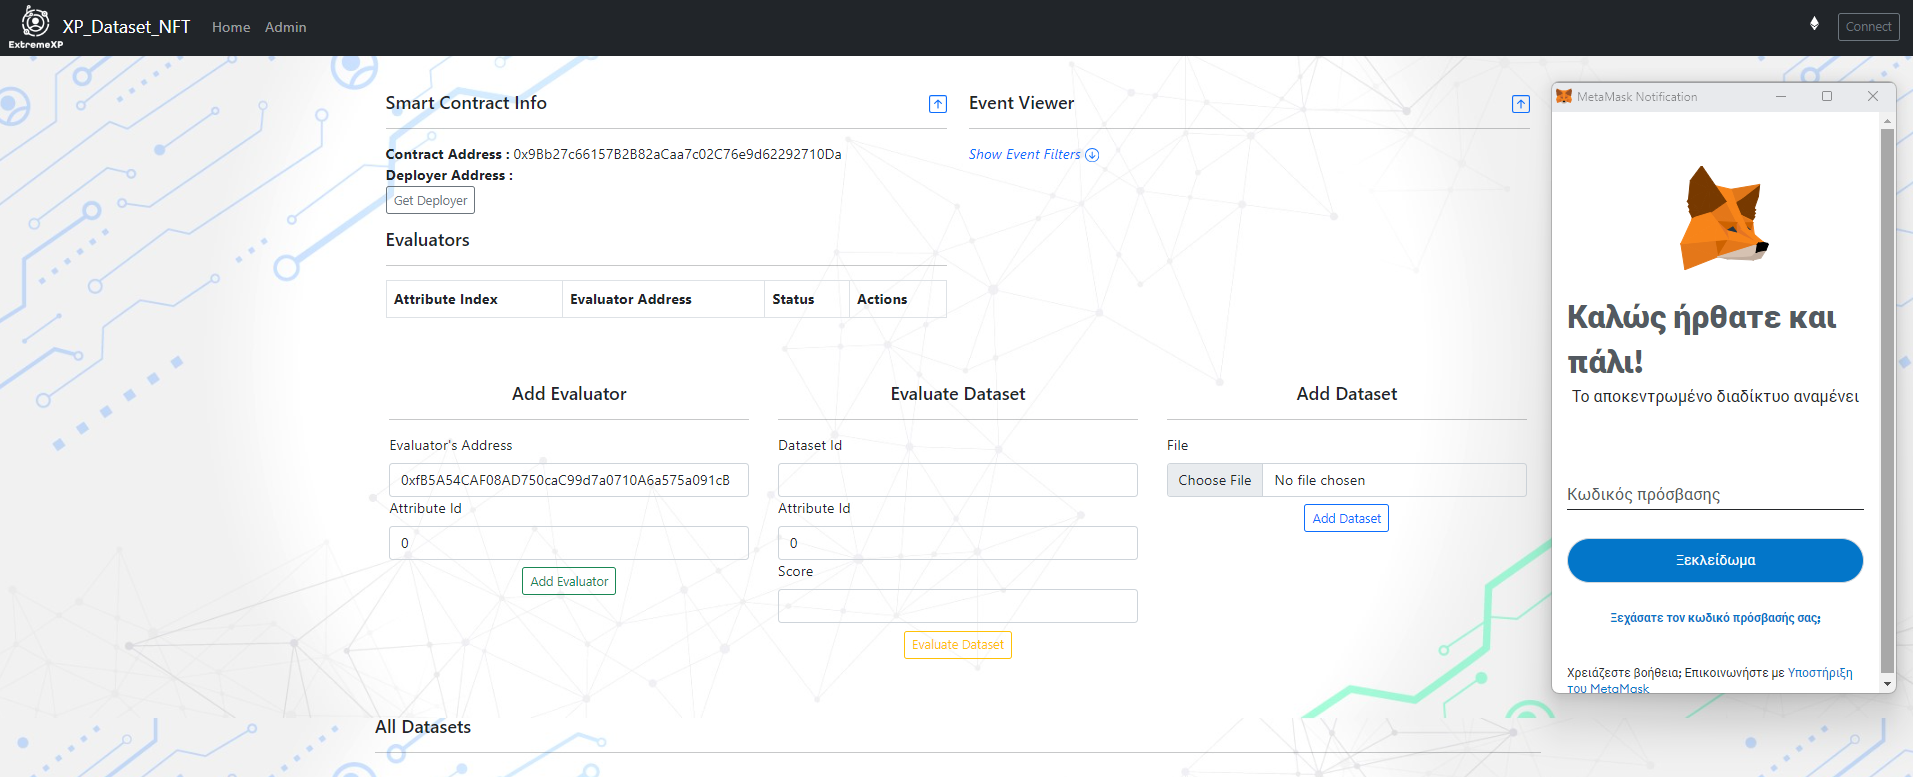 ExtremeXP
XP_Dataset_NFT
Home
Admin
Connect
Smart Contract Info
Contract Address : 0x9Bb27c66157B2B82aCaa7c02C76e9d62292710Da
Deployer Address :
Get Deployer
Evaluators
Attribute Index
Evaluator Address
Status
Actions
Event Viewer
Show Event Filters
Add Evaluator
Evaluator's Address
0xfB5A54CAF08AD750caC99d7a0710A6a575a091cB
Attribute Id
0
Add Evaluator
Evaluate Dataset
Dataset Id
Attribute Id
0
Score
Evaluate Dataset
Add Dataset
File
Choose File
No file chosen
Add Dataset
All Datasets
MetaMask Notification
Καλώς ήρθατε και
πάλι!
Το αποκεντρωμένο διαδίκτυο αναμένει
Κωδικός πρόσβασης
Ξεκλείδωμα
Ξεχάσατε τον κωδικό πρόσβασής σας;
Χρειάζεστε βοήθεια; Επικοινωνήστε με Υποστήριξη
του MetaMask